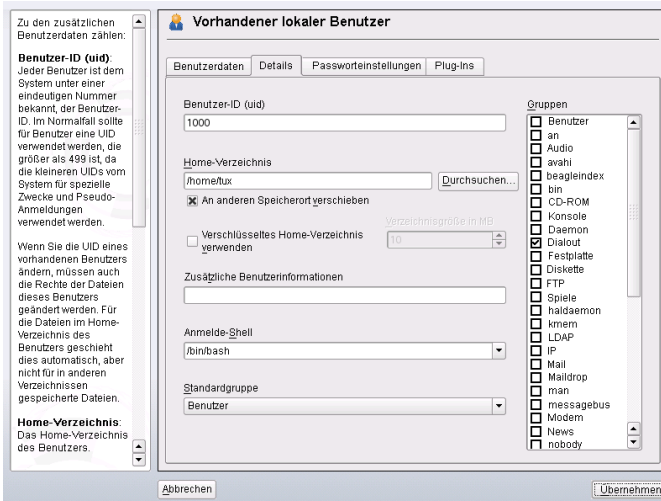 Zu den zusätzlichen
Benutzerdaten zählen:
Benutzer-ID (uid):
Jeder Benutzer ist dem
System unter einer
eindeutigen Nummer
bekannt, der Benutzer-
ID. Im Normalfall sollte
für Benutzer eine UID
verwendet werden, die
größer als 499 ist, da
die kleineren UIDs vom
System für spezielle
Zwecke und Pseudo-
Anmeldungen
verwendet werden.
Wenn Sie die UID eines
vorhandenen Benutzers
ändern, müssen auch
die Rechte der Dateien
dieses Benutzers
geändert werden. Für
die Dateien im Home-
Verzeichnis des
Benutzers geschieht
dies automatisch, aber
nicht für in anderen
Verzeichnissen
gespeicherte Dateien.
Home-Verzeichnis:
Das Home-Verzeichnis
des Benutzers.
Vorhandener lokaler Benutzer
Benutzerdaten Details Passworteinstellungen Plug-Ins
Benutzer-ID (uid)
1000
Home-Verzeichnis
/home/tux Durchsuchen...
An anderen Speicherort verschieben
Verschlüsseltes Home-Verzeichnis
verwenden
Verzeichnisgröße in MB
10
Zusätzliche Benutzerinformationen
Anmelde-Shell
/bin/bash
Standardgruppe
Benutzer
Gruppen
Benutzer
an
Audio
avahi
beagleindex
bin
CD-ROM
Konsole
Daemon
Dialout
Festplatte
Diskette
FTP
Spiele
haldaemon
kmem
LDAP
IP
Mail
Maildrop
man
messagebus
Modem
News
nobody
Abbrechen Übernehmen